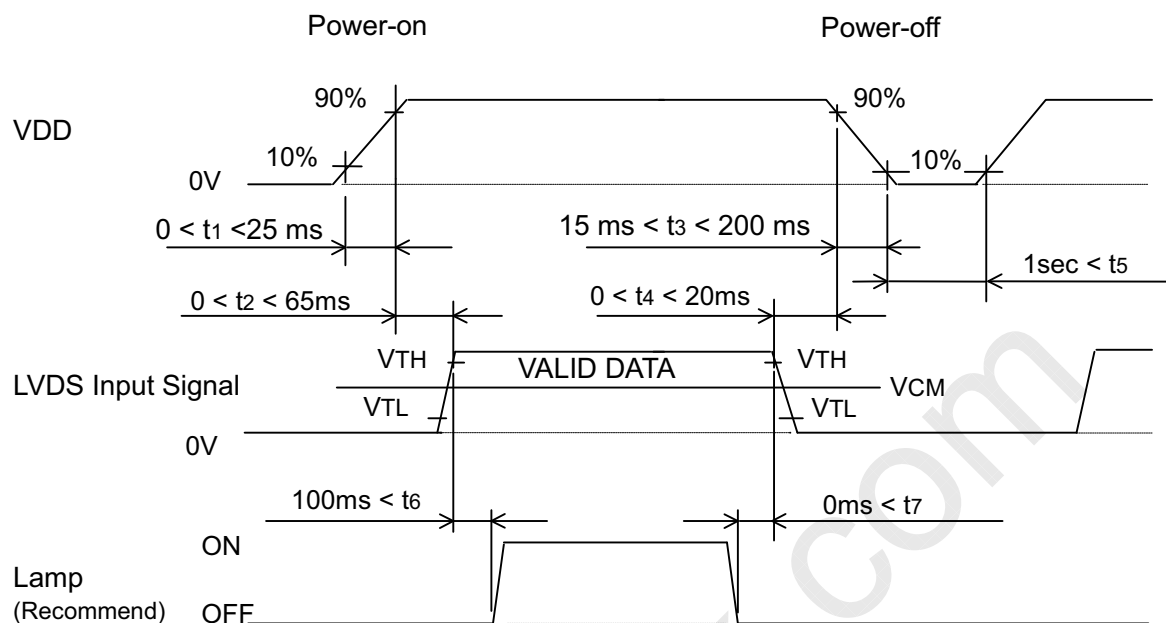 Power-on Power-off
90% 90%
VDD
10% 10%
0V
0 < t1 <25 ms 15 ms < t3 < 200 ms
1sec < t5
0 < t2 < 65ms 0 < t4 < 20ms
VTH VALID DATA VTH
LVDS Input Signal VCM
VTL VTL
0V
100ms < t6 0ms < t7
ON
Lamp
(Recommend) OFF
com